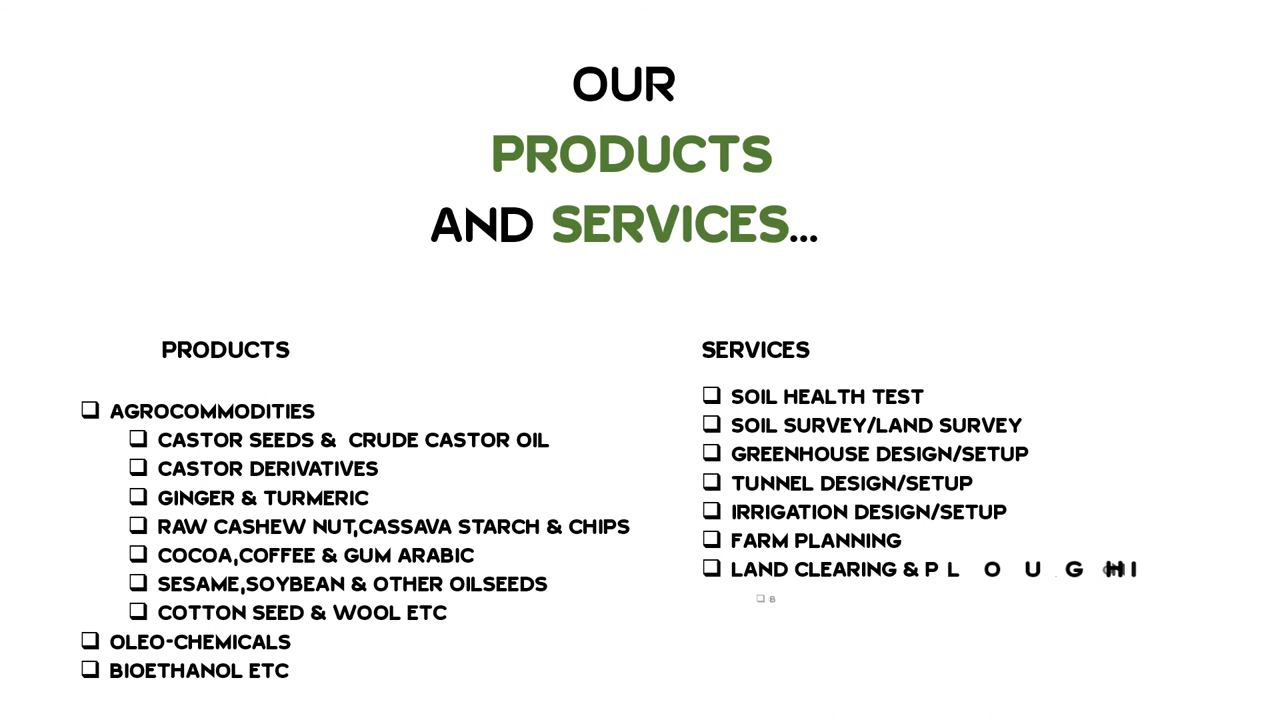 OUR
PRODUCTS
AND SERVICES...
PRODUCTS
❑ AGROCOMMODITIES
❑ CASTOR SEEDS & CRUDE CASTOR OIL
❑ CASTOR DERIVATIVES
❑ GINGER & TURMERIC
❑ RAW CASHEW NUT,CASSAVA STARCH & CHIPS
❑ COCOA,COFFEE & GUM ARABIC
❑ SESAME,SOYBEAN & OTHER OILSEEDS
❑ COTTON SEED & WOOL ETC
❑ OLEO-CHEMICALS
❑ BIOETHANOL ETC
SERVICES
❑ SOIL HEALTH TEST
❑ SOIL SURVEY/LAND SURVEY
❑ GREENHOUSE DESIGN/SETUP
❑ TUNNEL DESIGN/SETUP
❑ IRRIGATION DESIGN/SETUP
❑ FARM PLANNING
❑ LAND CLEARING & PLOUGHI
❑ B